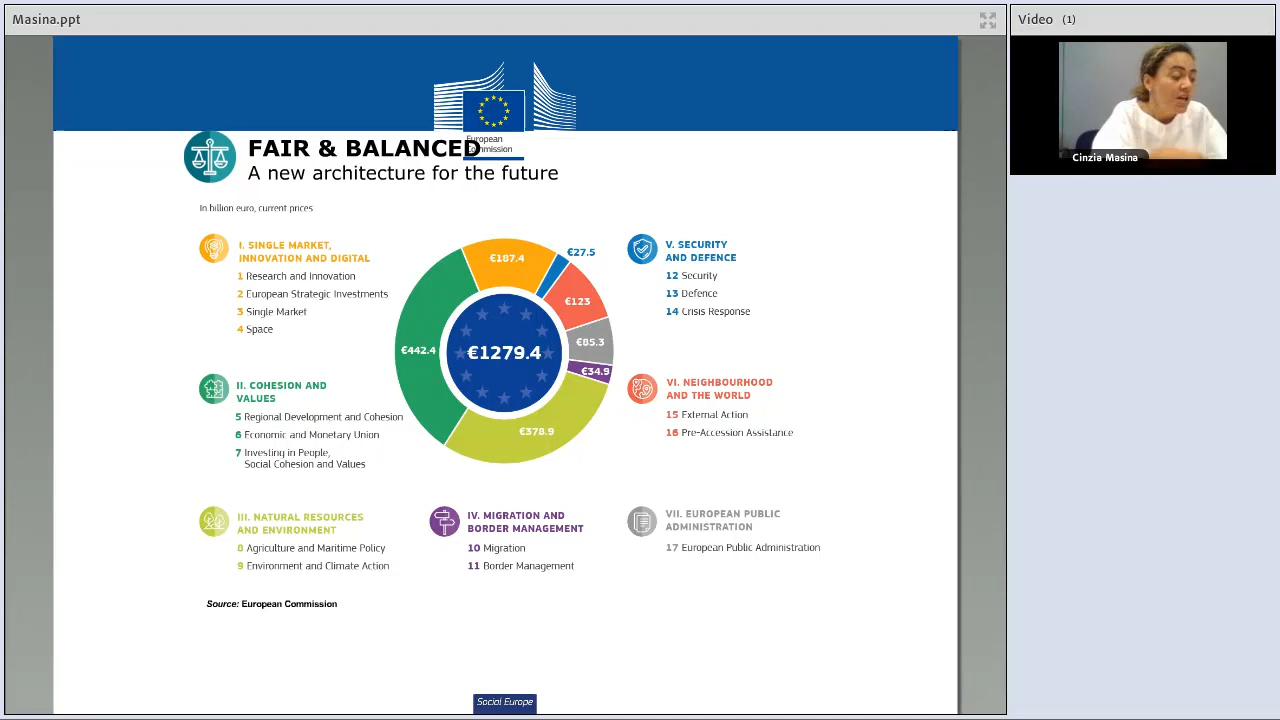 Masina.ppt
Video (1)
Cinzia Masina
European
Commission
FAIR & BALANCED
A new architecture for the future
In billion euro, current prices
I. SINGLE MARKET,
INNOVATION AND DIGITAL
1 Research and Innovation
2 European Strategic Investments
3 Single Market
4 Space
II. COHESION AND
VALUES
5 Regional Development and Cohesion
6 Economic and Monetary Union
7 Investing in People,
Social Cohesion and Values
€187.4
€27.5
€123
€85.3
€34.9
€378.9
€442.4
€1279.4
V. SECURITY
AND DEFENCE
12 Security
13 Defence
14 Crisis Response
VI. NEIGHBOURHOOD
AND THE WORLD
15 External Action
16 Pre-Accession Assistance
III. NATURAL RESOURCES
AND ENVIRONMENT
8 Agriculture and Maritime Policy
9 Environment and Climate Action
IV. MIGRATION AND
BORDER MANAGEMENT
10 Migration
11 Border Management
VII. EUROPEAN PUBLIC
ADMINISTRATION
17 European Public Administration
Source: European Commission
Social Europe